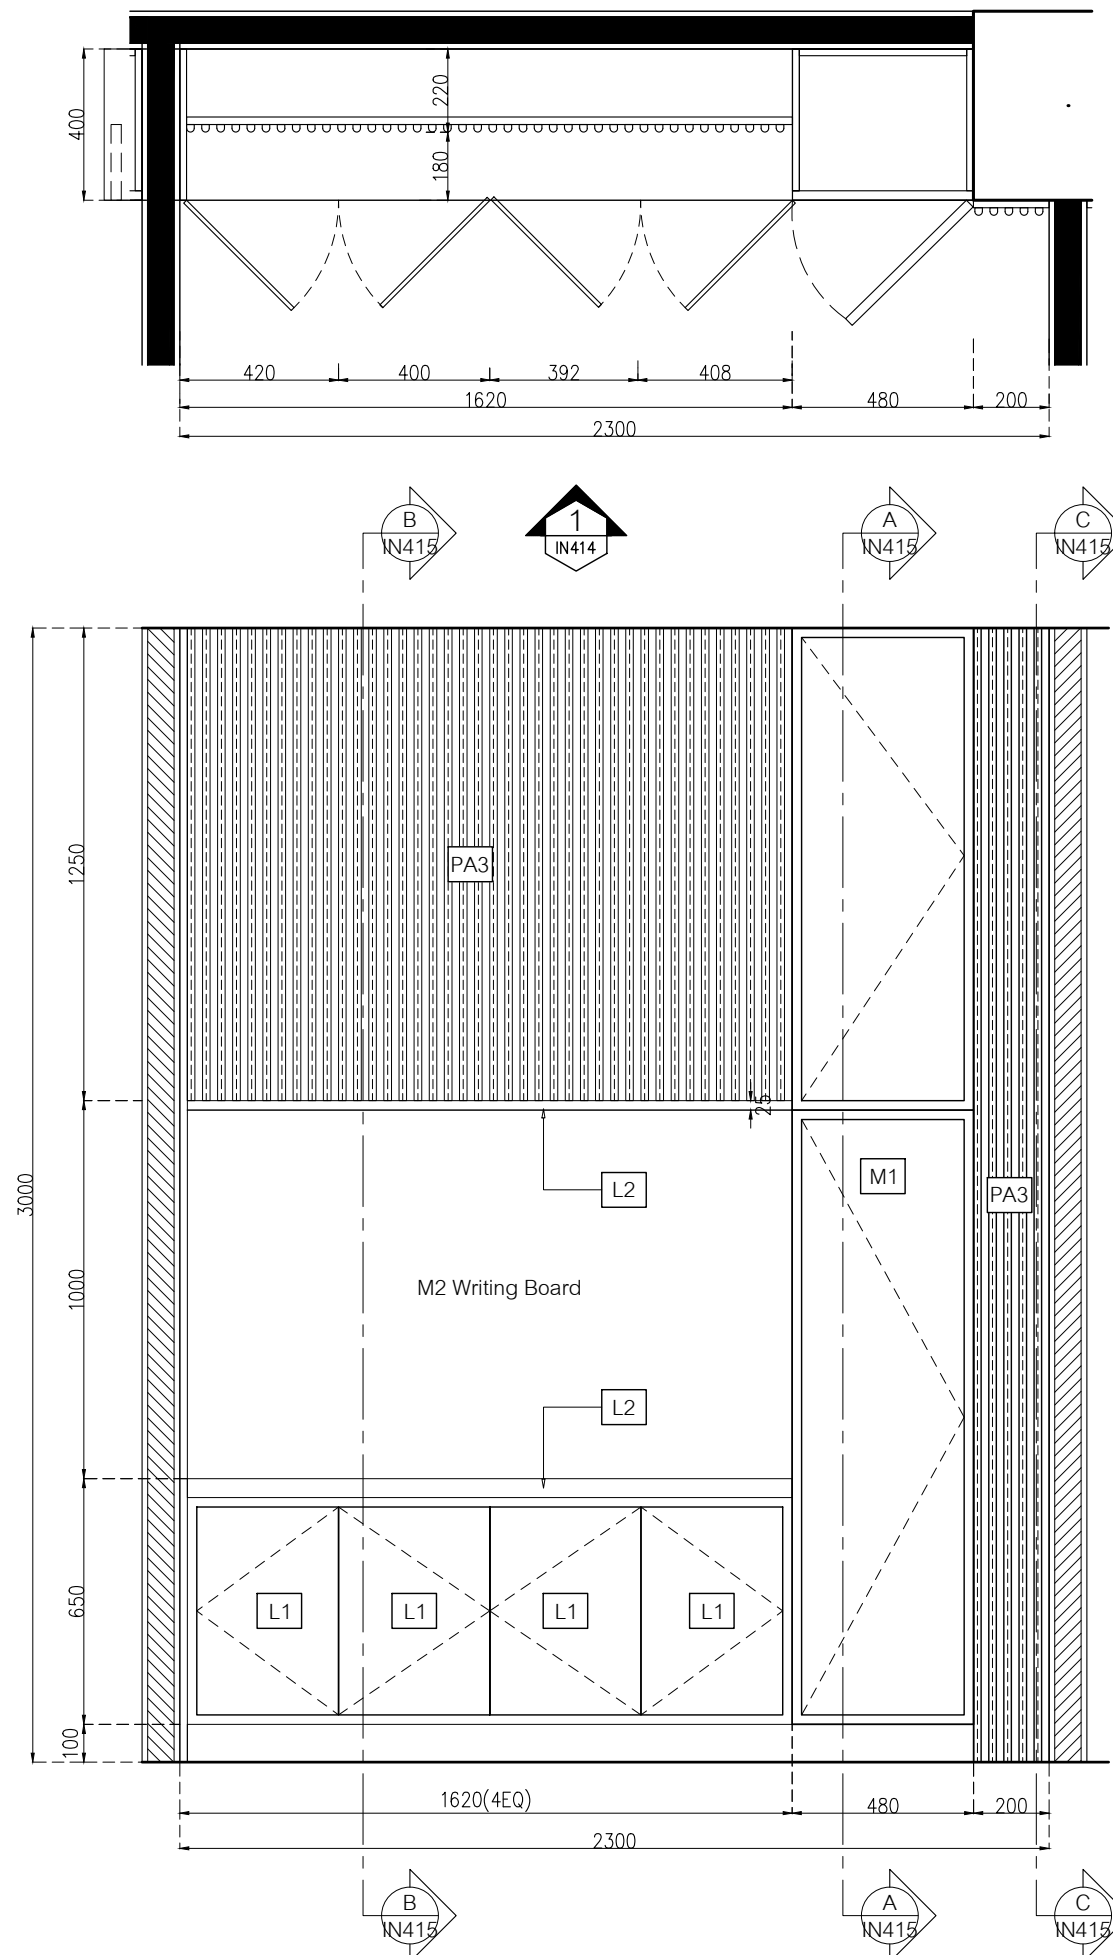 400
220
180
420
400
392
408
1620
480
200
2300
B
IN415
1
IN414
A
IN415
C
IN415
3000
1250
PA3
25
L2
M1
PA3
1000
M2 Writing Board
L2
650
L1
L1
L1
L1
100
1620(4EQ)
480
200
2300
B
IN415
A
IN415
C
IN415